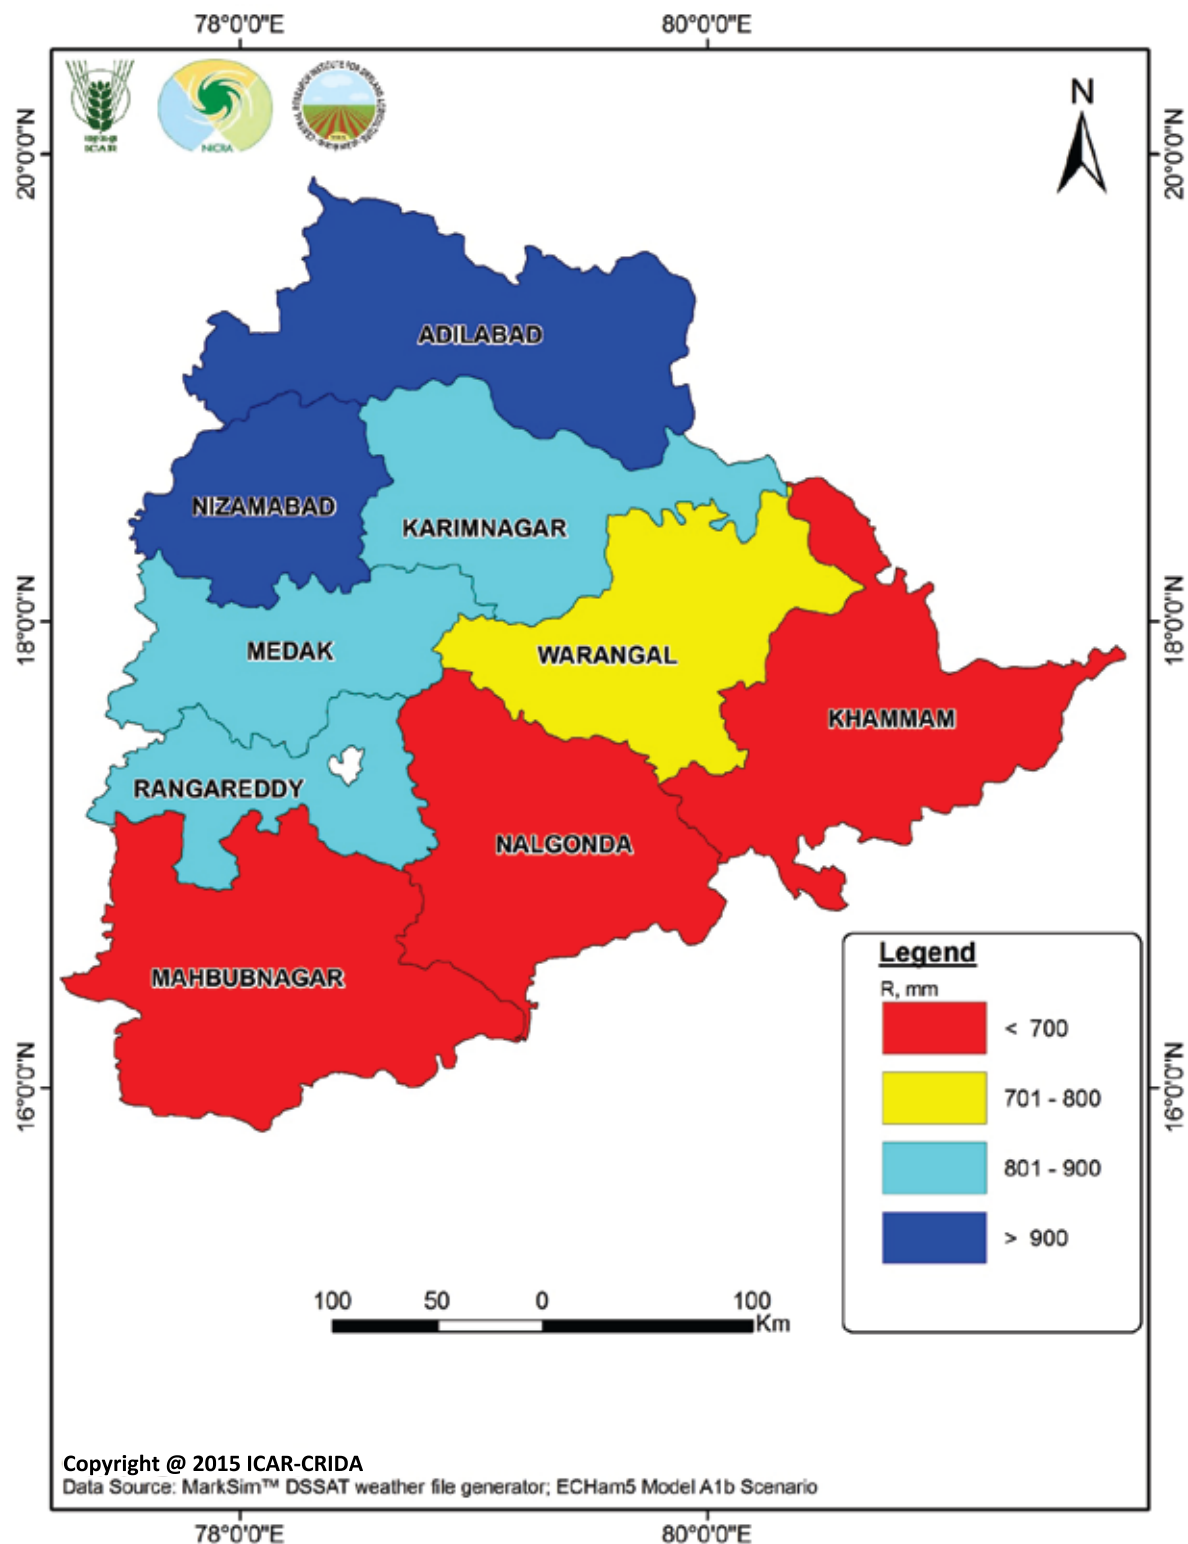 78°0'0"E 80°0'0"E
20°0'0"N
20°0'0"N
ICAR
NICRA
N
ADILABAD
NIZAMABAD
KARIMNAGAR
18°0'0"N
18°0'0"N
MEDAK
WARANGAL
KHAMMAM
RANGAREDDY
NALGONDA
MAHBUBNAGAR
16°0'0"N
16°0'0"N
Legend
R, mm
< 700
701 - 800
801 - 900
> 900
100 50 0 100
Km
Copyright @ 2015 ICAR-CRIDA
Data Source: MarkSim™ DSSAT weather file generator; ECHam5 Model A1b Scenario
78°0'0"E 80°0'0"E